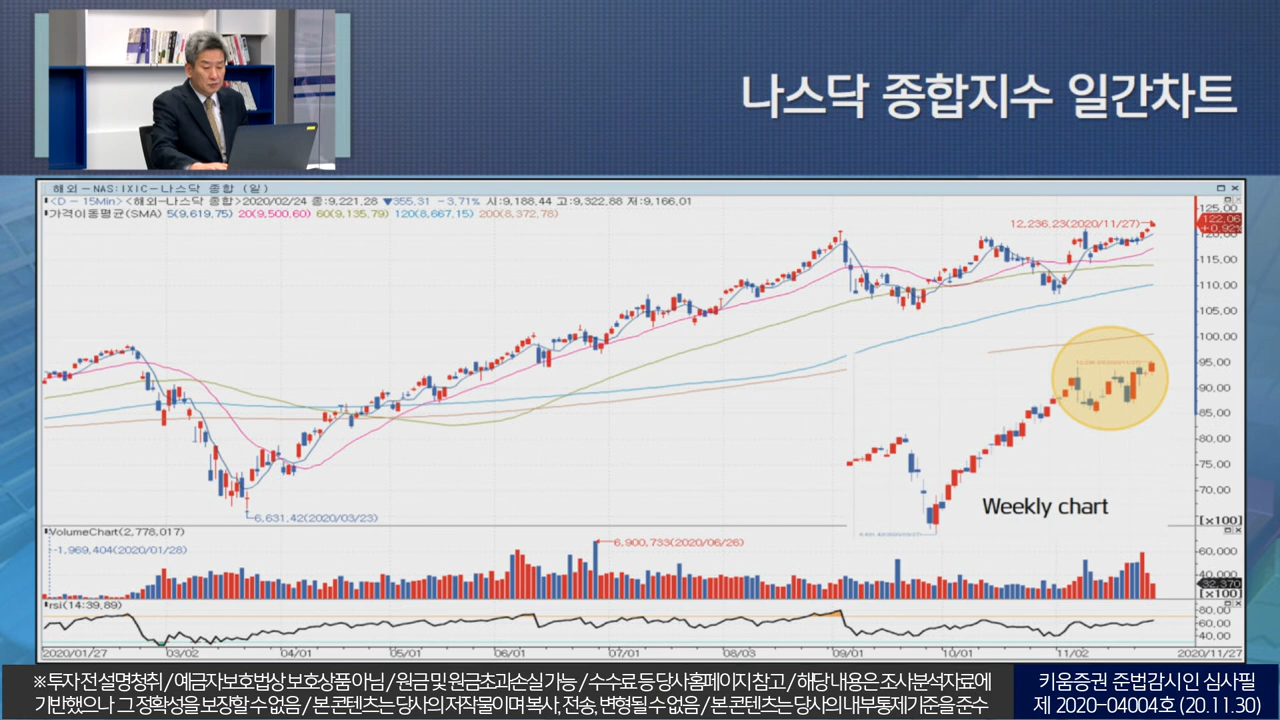 나스닥 종합지수 일간차트
해외-NAS:IXIC-나스닥 종합 (일)
<D - 15Min> <해외-나스닥 종합>2020/02/24 종:9,221.28 ▼355.31 -3.71% 시:9,188.44 고:9,322.88 저:9,166.01
가격이동평균(SMA) 5(9,619.75) 20(9,500.60) 60(9,135.79) 120(8,667.15) 200(8,372.78)
125.00
12,236.23(2020/11/27)
122.06
+0.92%
120.00
115.00
110.00
105.00
100.00
95.00
90.00
85.00
80.00
75.00
70.00
Weekly chart
6,631.42(2020/03/23)
[x100]
VolumeChart(2,778,017)
1,969,404(2020/01/28)
6,900,733(2020/06/26)
60,000
40,000
32,370
[x100]
rsi(14:39.89)
80.00
60.00
40.00
2020/01/27 03/02 04/01 05/01 06/01 07/01 08/03 09/01 10/01 11/02 2020/11/27
※ 투자 전 설명청취 / 예금자보호법상 보호상품 아님 / 원금 및 원금초과손실 가능 / 수수료 등 당사홈페이지 참고 / 해당 내용은 조사분석자료에
기반했으나 그 정확성을 보장할 수 없음 / 본 콘텐츠는 당사의 저작물이며 복사, 전송, 변형될 수 없음 / 본 콘텐츠는 당사의 내부통제기준을 준수
키움증권 준법감시인 심사필
제 2020-04004호 (20.11.30)